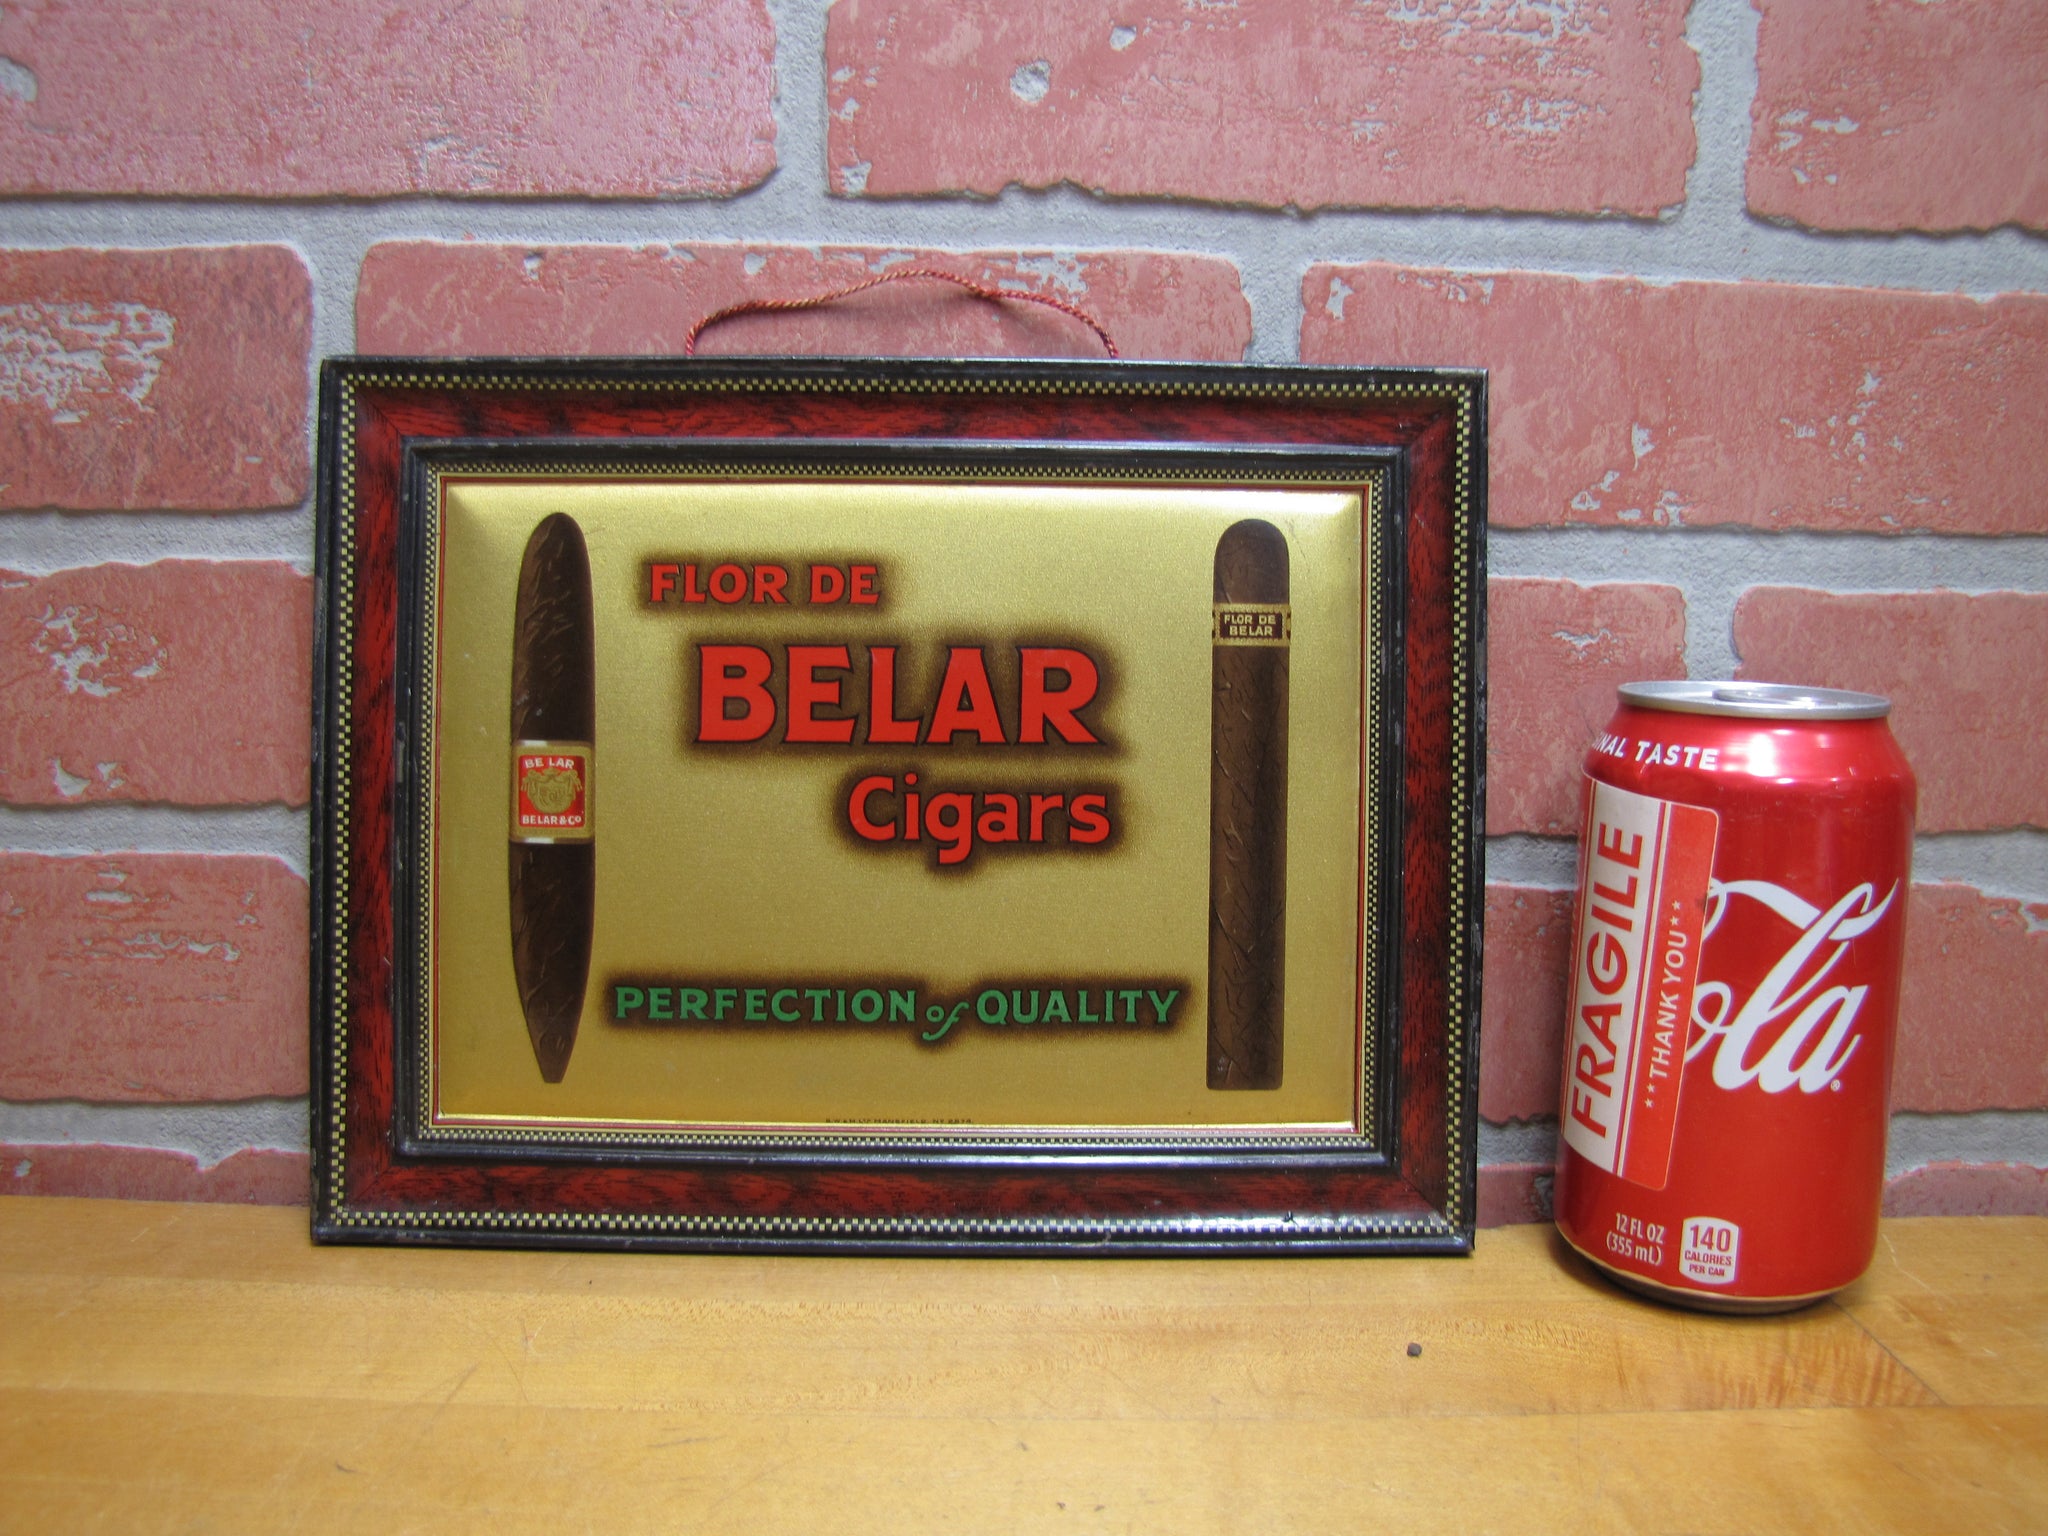 FLOR DE
BELAR
Cigars
PERFECTION of QUALITY
BE LAR
BELAR & Co
FLOR DE
BELAR
MANSFIELD.
TASTE
FRAGILE
**THANK YOU**
Cola
12 FL OZ
(355 mL)
140
CALORIES
PER CAN